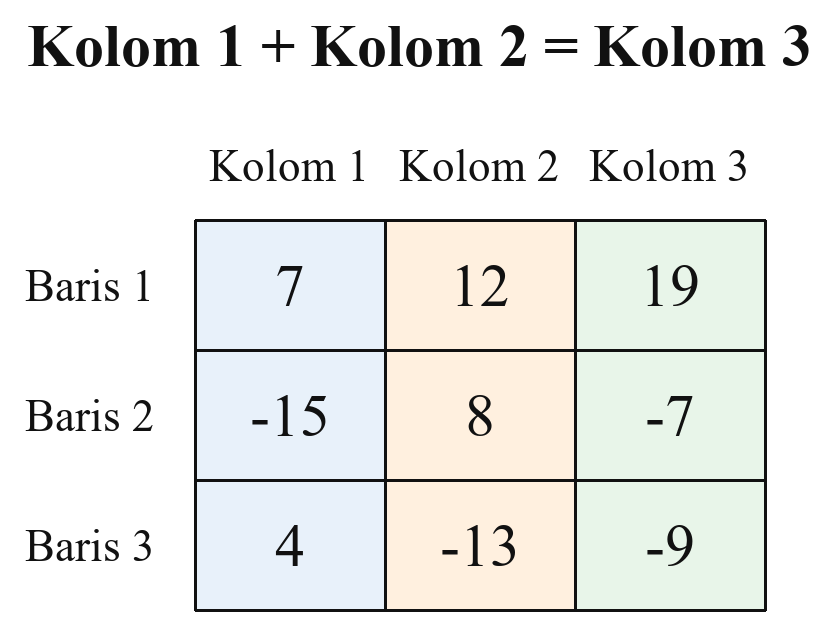 Kolom 1 + Kolom 2 = Kolom 3
Kolom 1 Kolom 2 Kolom 3
Baris 1 7 12 19
Baris 2 -15 8 -7
Baris 3 4 -13 -9